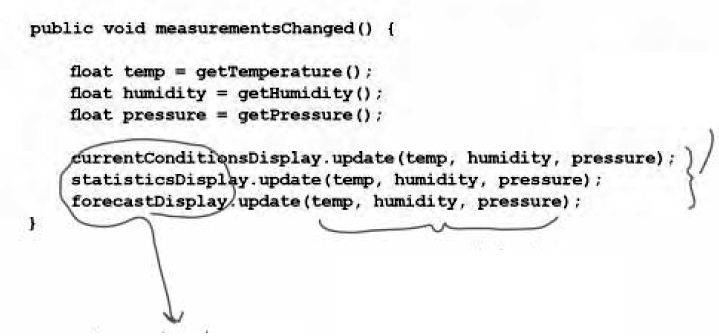 public void measurementsChanged() {
float temp = getTemperature();
float humidity = getHumidity();
float pressure = getPressure();
currentConditionsDisplay.update(temp, humidity, pressure);
statisticsDisplay.update(temp, humidity, pressure);
forecastDisplay.update(temp, humidity, pressure);
}